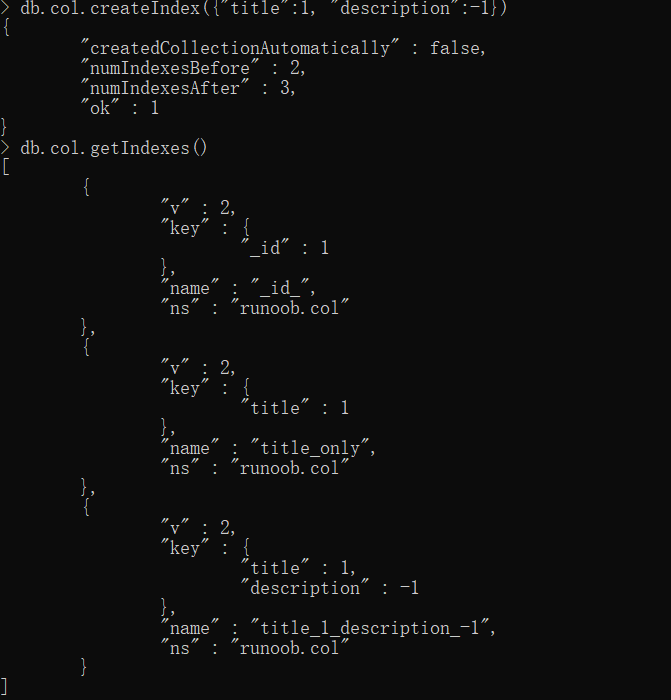 > db.col.createIndex({"title":1, "description":-1})
{
        "createdCollectionAutomatically" : false,
        "numIndexesBefore" : 2,
        "numIndexesAfter" : 3,
        "ok" : 1
}
> db.col.getIndexes()
[
        {
                "v" : 2,
                "key" : {
                        "_id" : 1
                },
                "name" : "_id_",
                "ns" : "runoob.col"
        },
        {
                "v" : 2,
                "key" : {
                        "title" : 1
                },
                "name" : "title_only",
                "ns" : "runoob.col"
        },
        {
                "v" : 2,
                "key" : {
                        "title" : 1,
                        "description" : -1
                },
                "name" : "title_1_description_-1",
                "ns" : "runoob.col"
        }
]